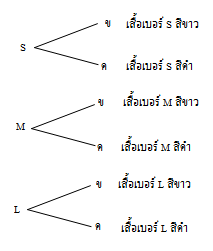 ข เสื้อเบอร์ S สีขาว
S
ด เสื้อเบอร์ S สีดำ
ข เสื้อเบอร์ M สีขาว
M
ด เสื้อเบอร์ M สีดำ
ข เสื้อเบอร์ L สีขาว
L
ด เสื้อเบอร์ L สีดำ